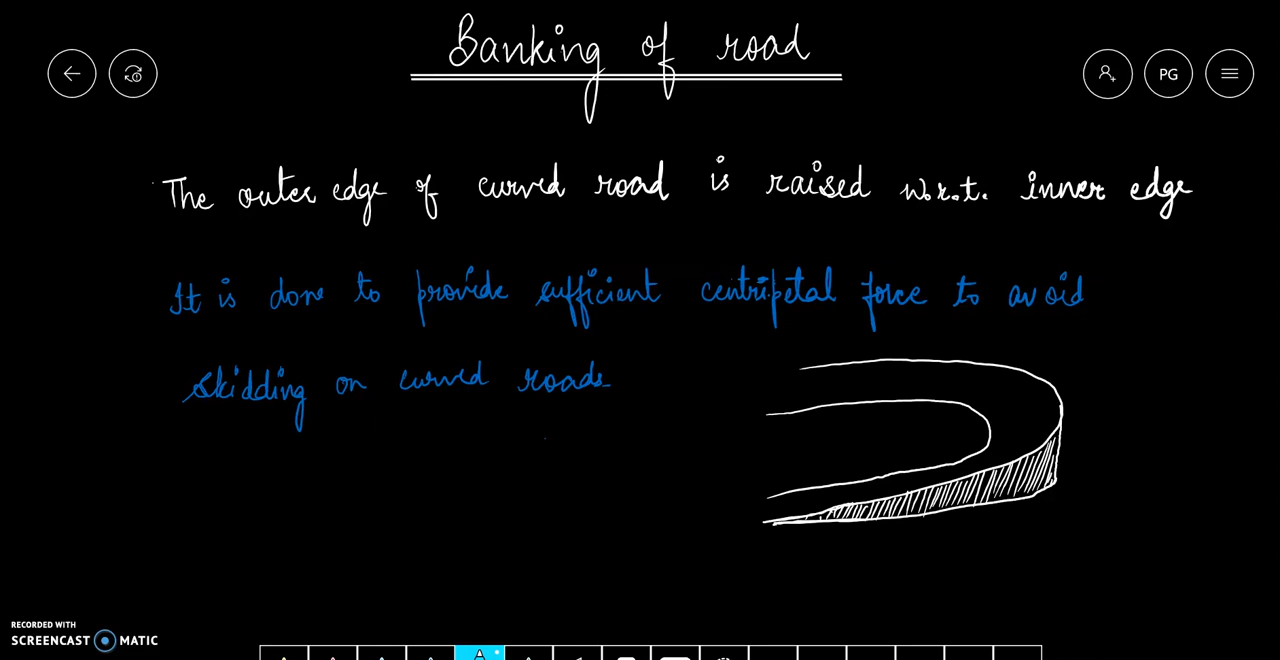 Banking of road
PG
The outer edge of curved road is raised w.r.t. inner edge
It is done to provide sufficient centripetal force to avoid
skidding on curved roads
RECORDED WITH
SCREENCAST MATIC